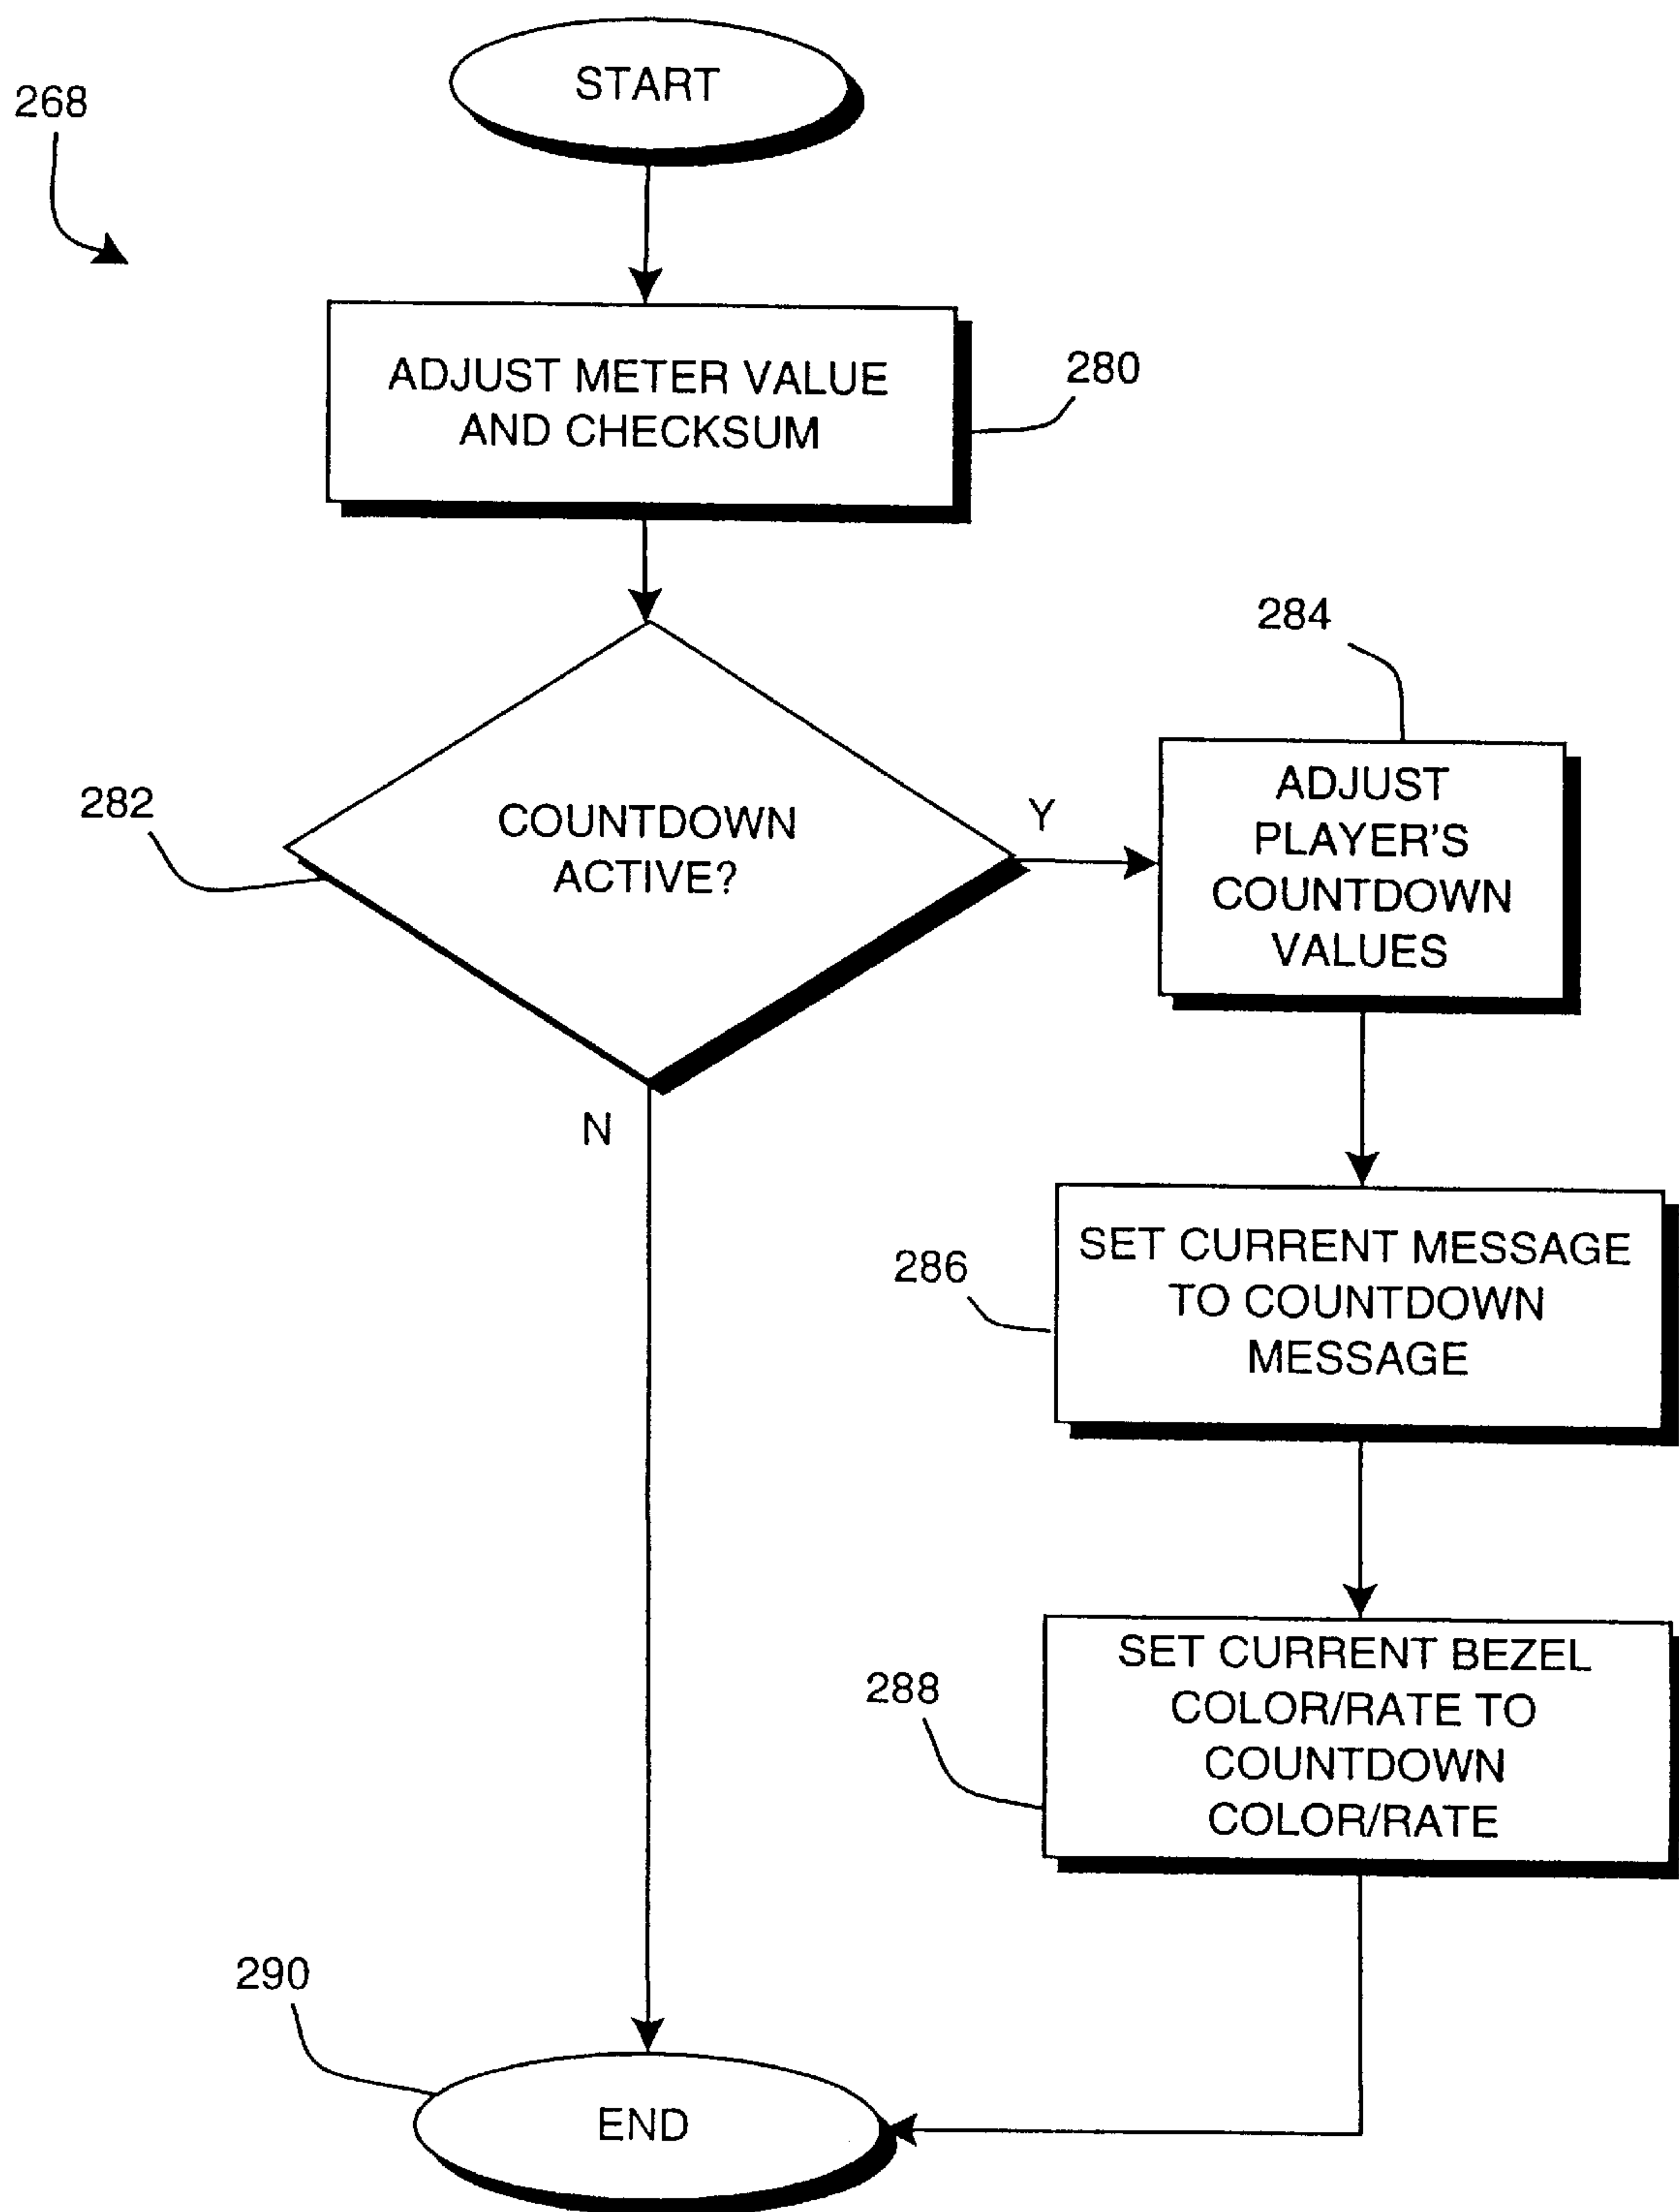 START
268
ADJUST METER VALUE
AND CHECKSUM
280
284
282
COUNTDOWN
ACTIVE?
Y
ADJUST
PLAYER'S
COUNTDOWN
VALUES
N
286
SET CURRENT MESSAGE
TO COUNTDOWN
MESSAGE
288
SET CURRENT BEZEL
COLOR/RATE TO
COUNTDOWN
COLOR/RATE
290
END